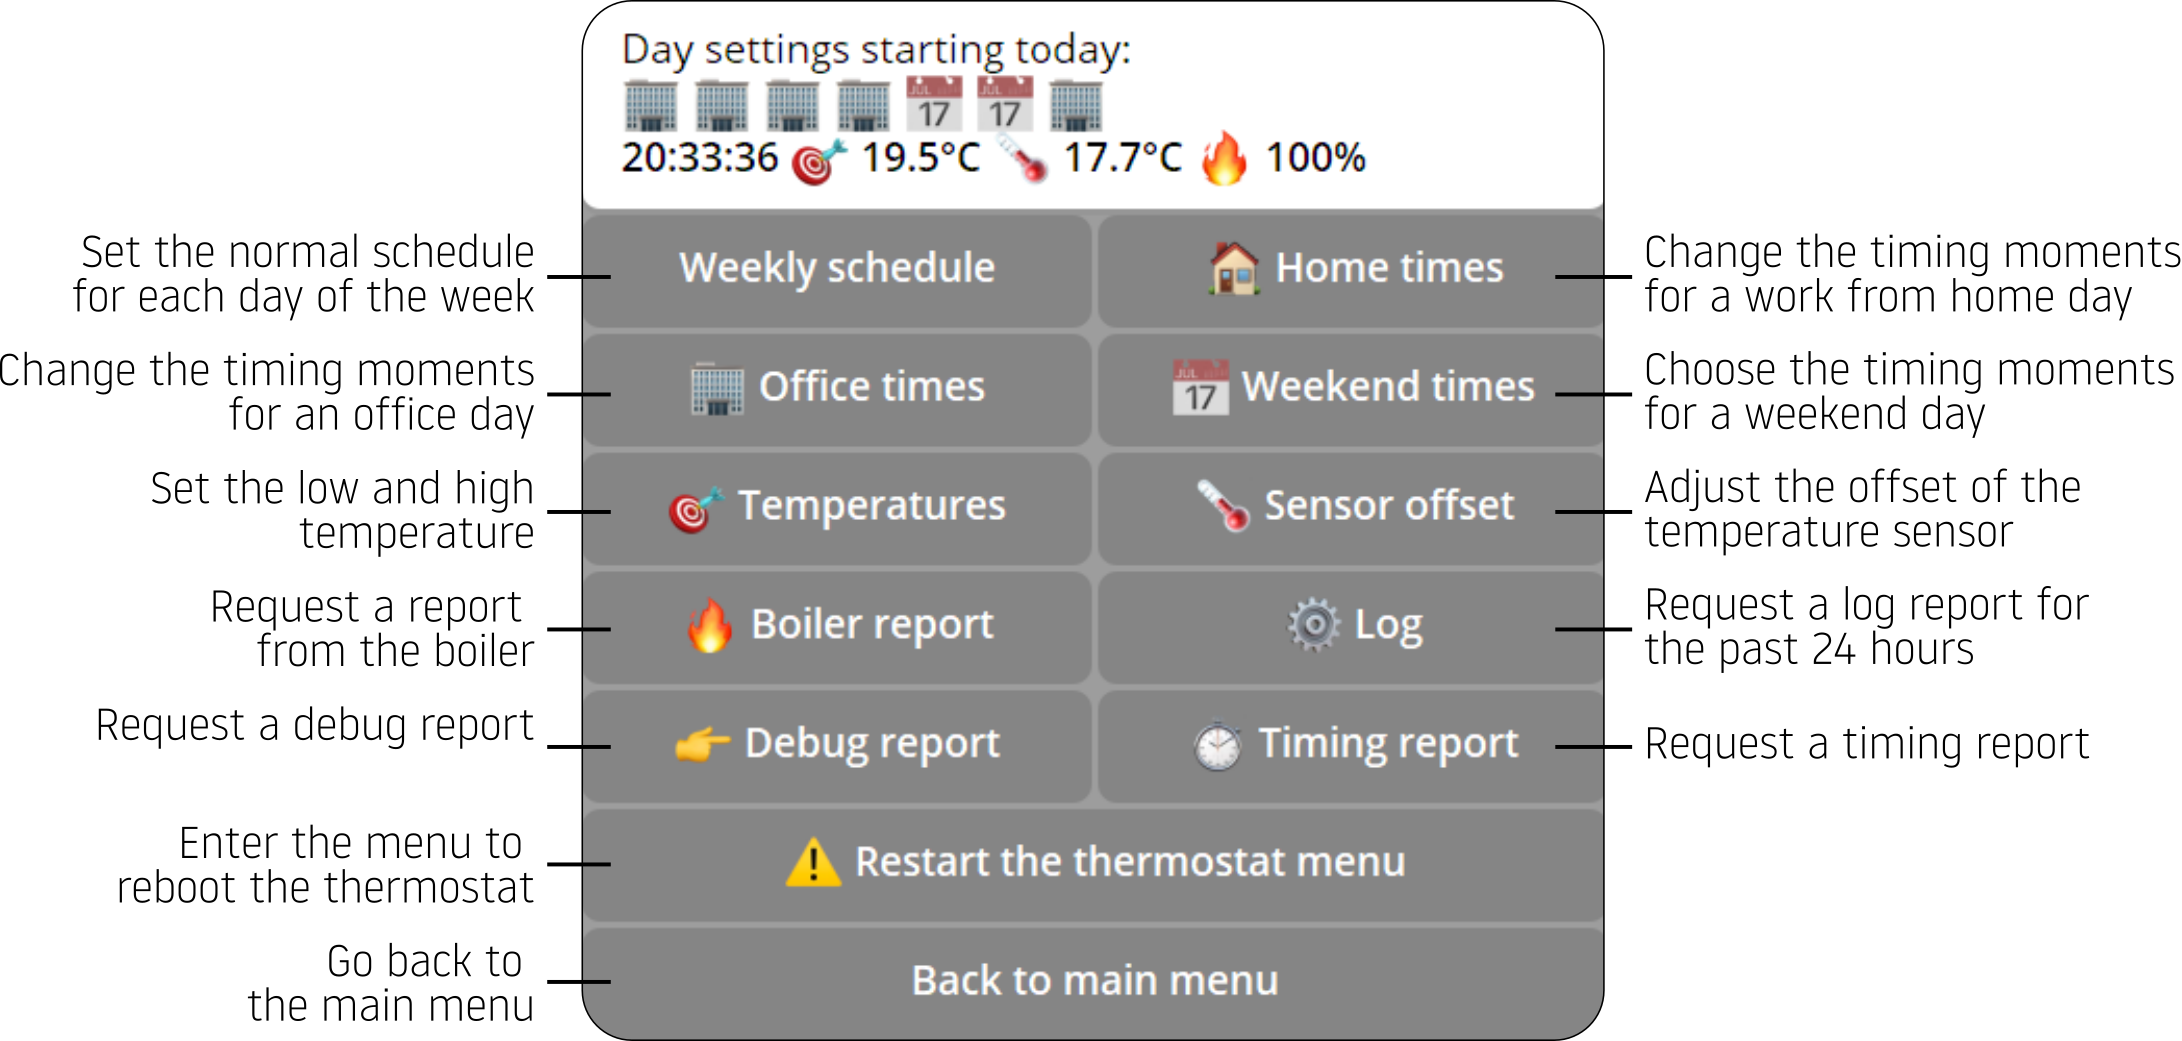 Day settings starting today:
JUL 17 JUL 17
20:33:36 19.5°C 17.7°C 100%
Set the normal schedule
for each day of the week
Weekly schedule
Home times
Change the timing moments
for a work from home day
Change the timing moments
for an office day
Office times
JUL 17 Weekend times
Choose the timing moments
for a weekend day
Set the low and high
temperature
Temperatures
Sensor offset
Adjust the offset of the
temperature sensor
Request a report
from the boiler
Boiler report
Log
Request a log report for
the past 24 hours
Request a debug report
Debug report
Timing report
Request a timing report
Enter the menu to
reboot the thermostat
Restart the thermostat menu
Go back to
the main menu
Back to main menu